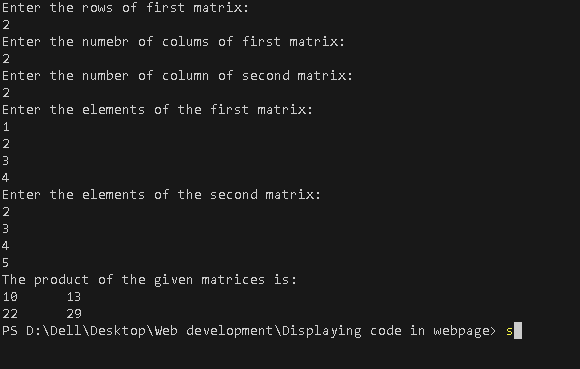 Enter the rows of first matrix:
2
Enter the numebr of colums of first matrix:
2
Enter the number of column of second matrix:
2
Enter the elements of the first matrix:
1
2
3
4
Enter the elements of the second matrix:
2
3
4
5
The product of the given matrices is:
10      13
22      29
PS D:\Dell\Desktop\Web development\Displaying code in webpage> s